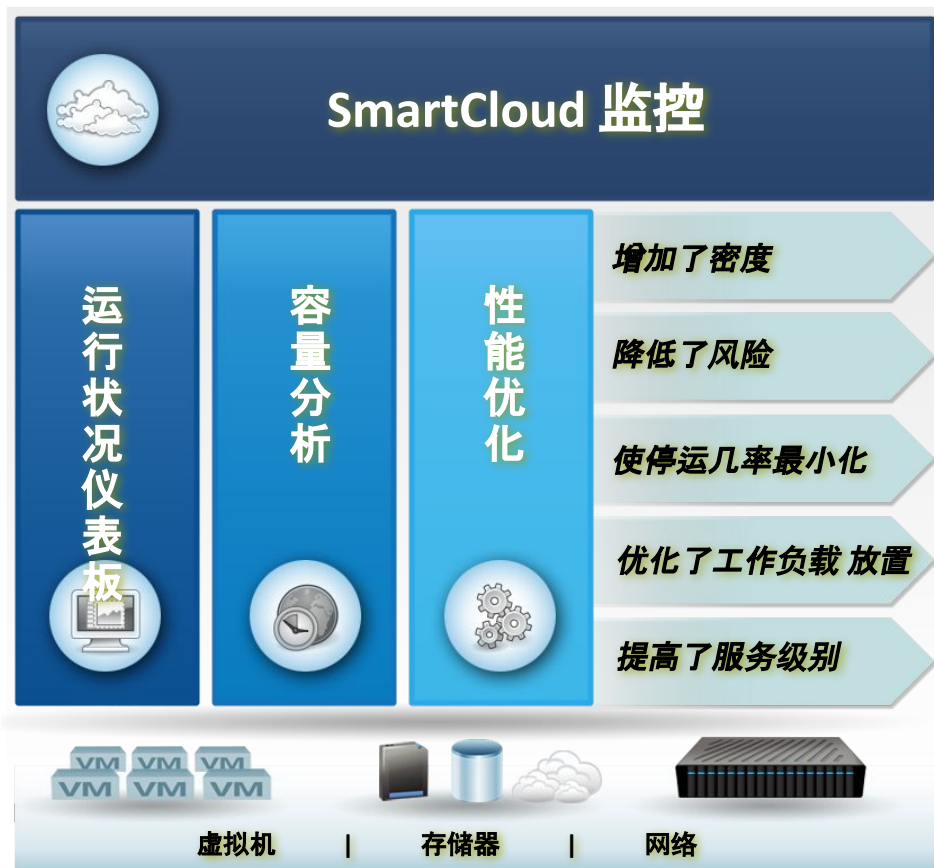 SmartCloud 监控
运行状况仪表板
容量分析
性能优化
增加了密度
降低了风险
使停运几率最小化
优化了工作负载 放置
提高了服务级别
VM VM VM
VM VM VM
虚拟机 | 存储器 | 网络